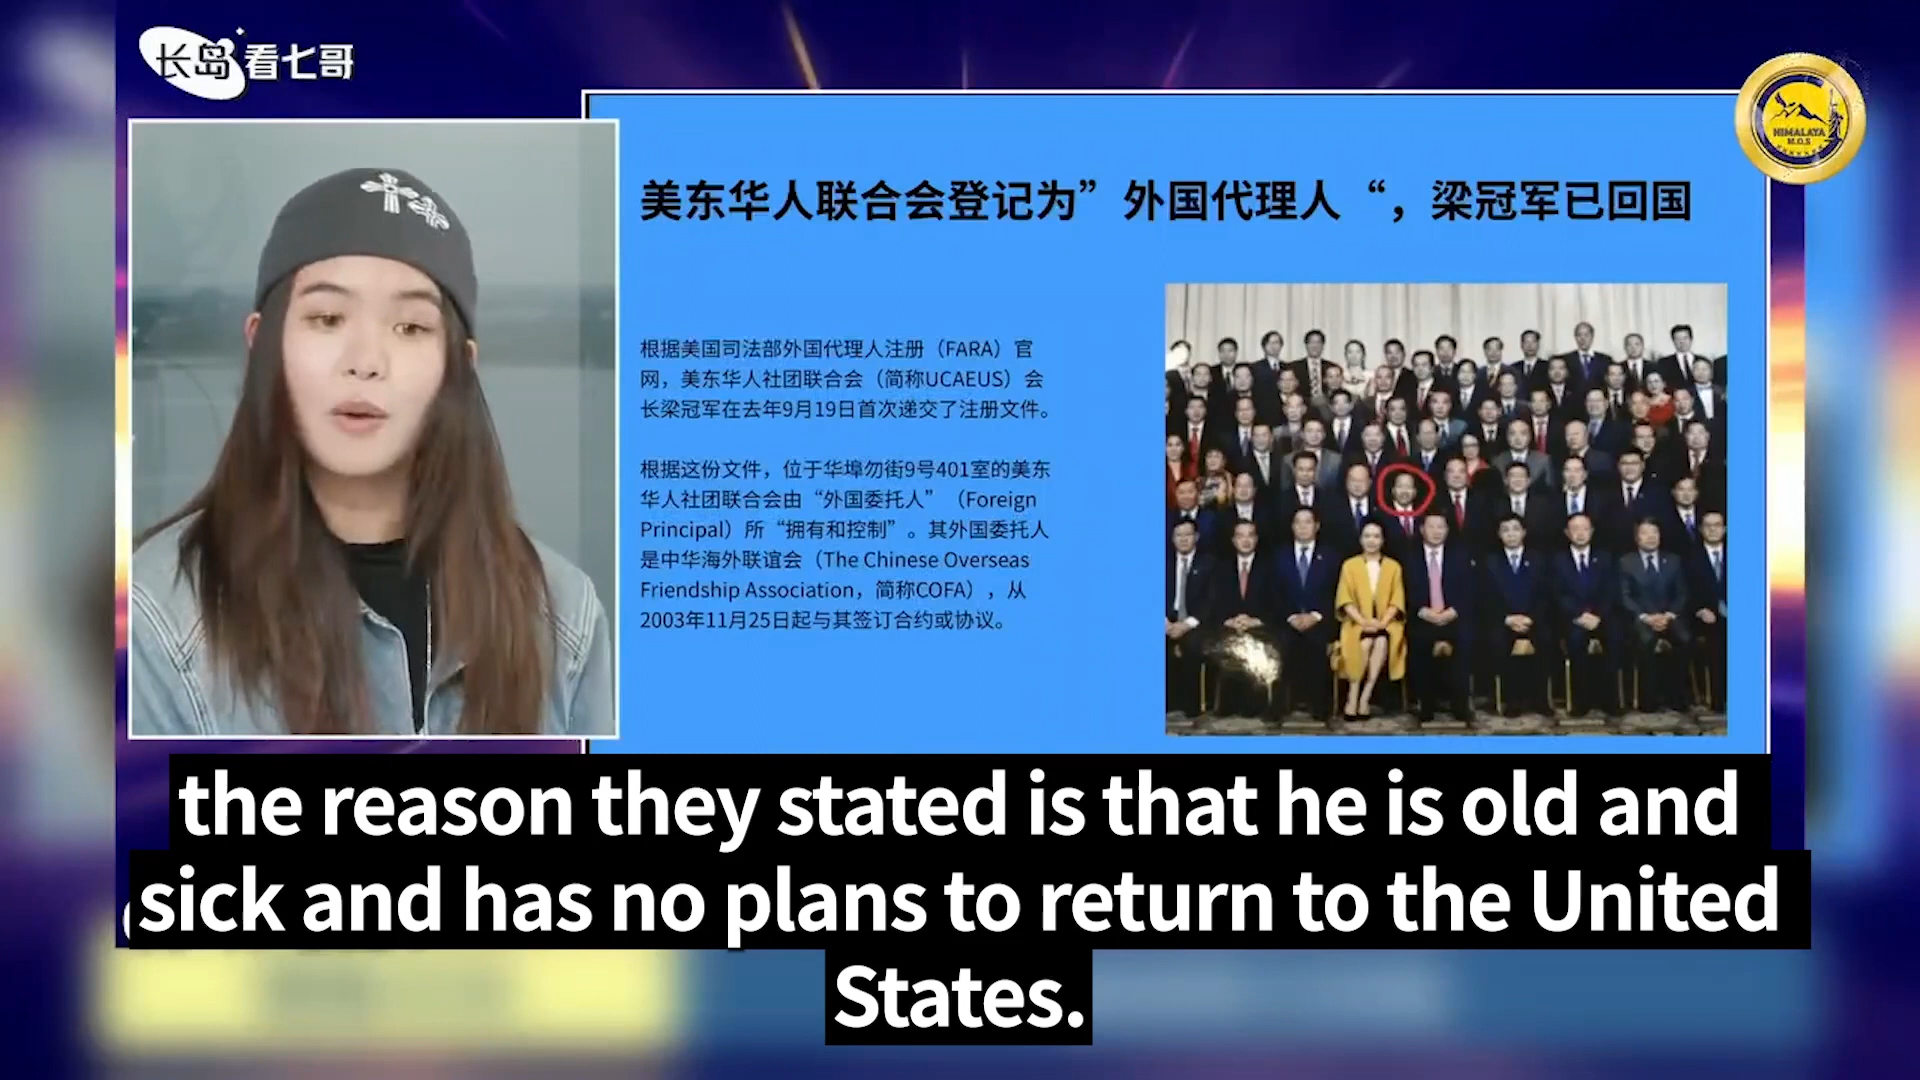 长岛看七哥
HIMALAYA
M.O.S
美东华人联合会登记为”外国代理人“，梁冠军已回国
根据美国司法部外国代理人注册（FARA）官
网，美东华人社团联合会（简称UCAEUS）会
长梁冠军在去年9月19日首次递交了注册文件。
根据这份文件，位于华埠勿街9号401室的美东
华人社团联合会由“外国委托人”（Foreign
Principal）所“拥有和控制”。其外国委托人
是中华海外联谊会（The Chinese Overseas
Friendship Association，简称COFA），从
2003年11月25日起与其签订合约或协议。
the reason they stated is that he is old and
sick and has no plans to return to the United
States.